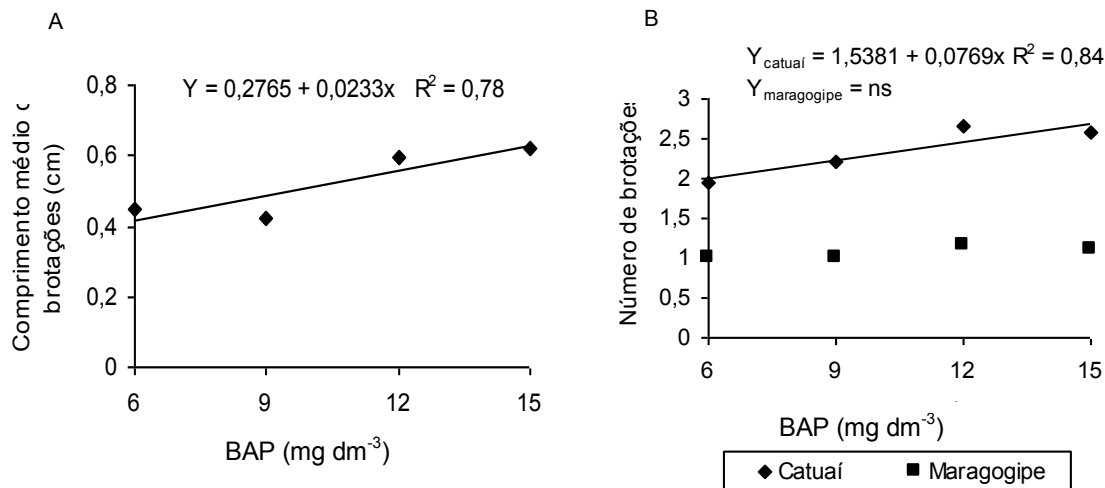 A
Y = 0,2765 + 0,0233x R² = 0,78
Comprimento médio
brotações (cm)
0,8
0,6
0,4
0,2
0
6 9 12 15
BAP (mg dm⁻³)
B
Y catuaí = 1,5381 + 0,0769x R² = 0,84
Y maragogipe = ns
Número de brotações
3
2,5
2
1,5
1
0,5
0
6 9 12 15
BAP (mg dm⁻³)
Catuaí Maragogipe